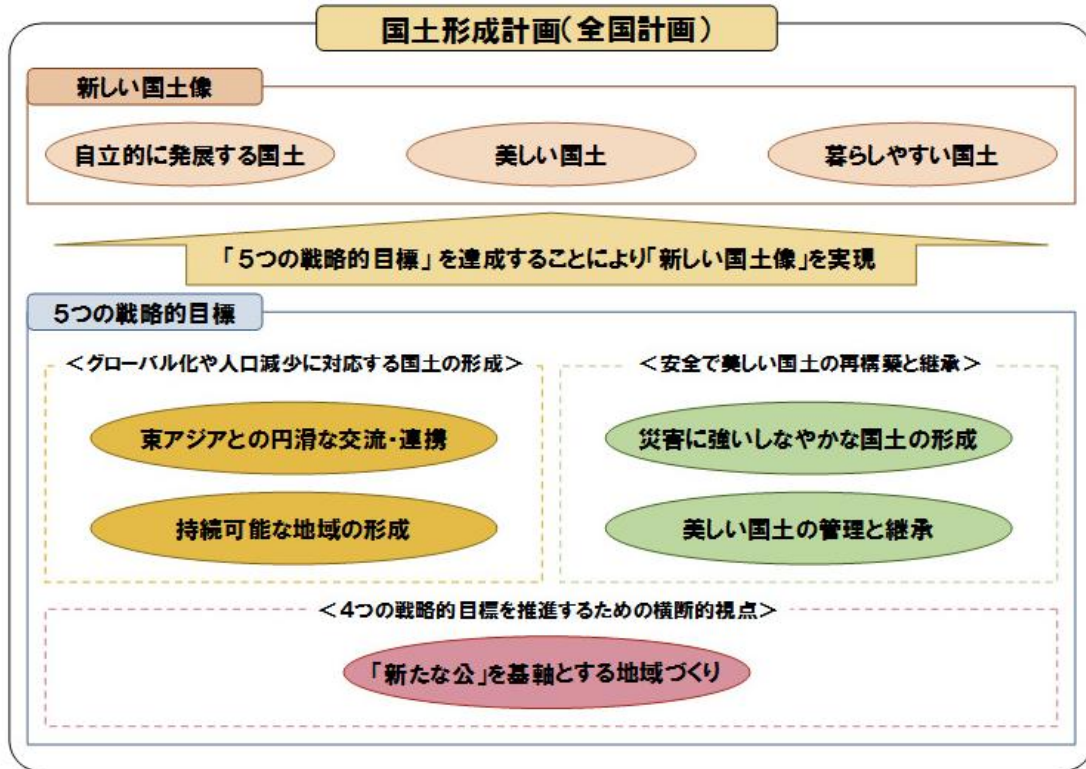 国土形成計画(全国計画)
新しい国土像
自立的に発展する国土
美しい国土
暮らしやすい国土
「5つの戦略的目標」を達成することにより「新しい国土像」を実現
5つの戦略的目標
<グローバル化や人口減少に対応する国土の形成>
東アジアとの円滑な交流・連携
持続可能な地域の形成
<安全で美しい国土の再構築と継承>
災害に強いしなやかな国土の形成
美しい国土の管理と継承
<4つの戦略的目標を推進するための横断的視点>
「新たな公」を基軸とする地域づくり